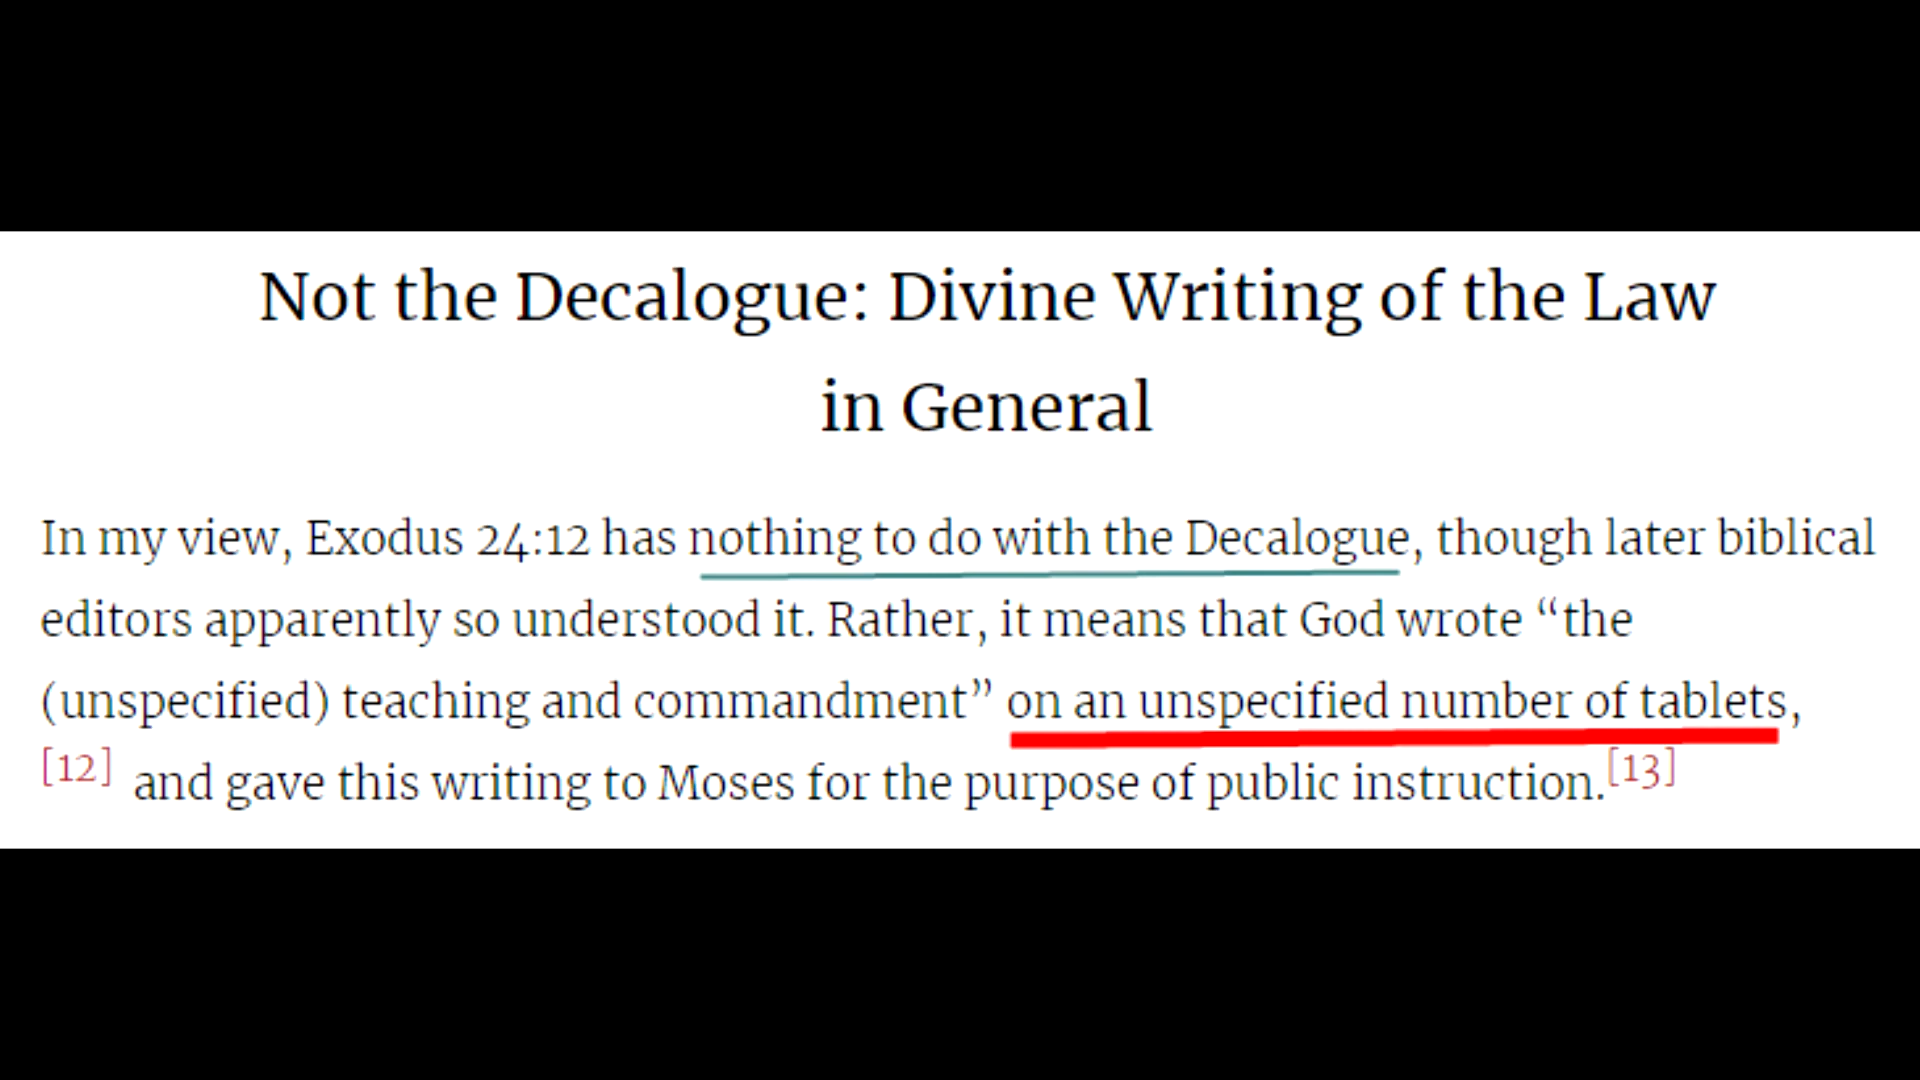 Not the Decalogue: Divine Writing of the Law
in General
In my view, Exodus 24:12 has nothing to do with the Decalogue, though later biblical
editors apparently so understood it. Rather, it means that God wrote “the
(unspecified) teaching and commandment” on an unspecified number of tablets,
[12] and gave this writing to Moses for the purpose of public instruction.[13]